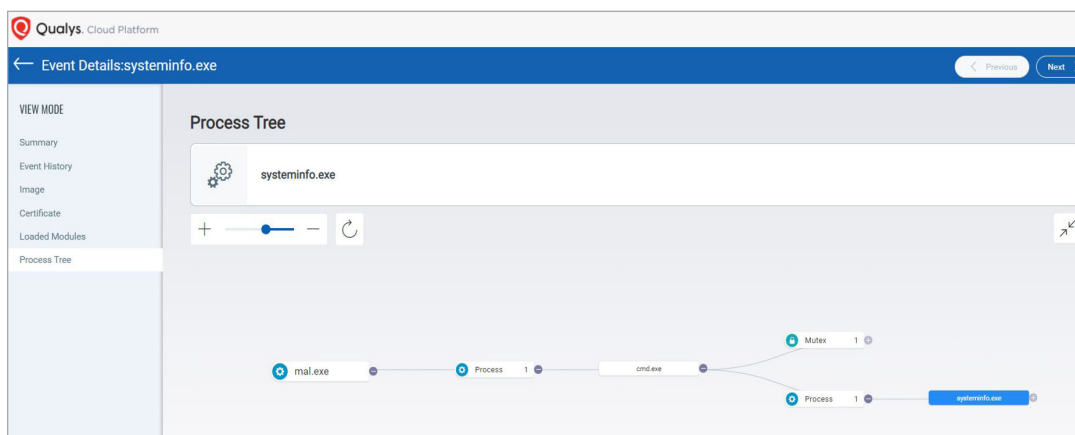 Qualys. Cloud Platform
Event Details:systeminfo.exe
Previous
Next
VIEW MODE
Summary
Event History
Image
Certificate
Loaded Modules
Process Tree
Process Tree
systeminfo.exe
mal.exe
Process 1
cmd.exe
Mutex 1
Process 1
systeminfo.exe